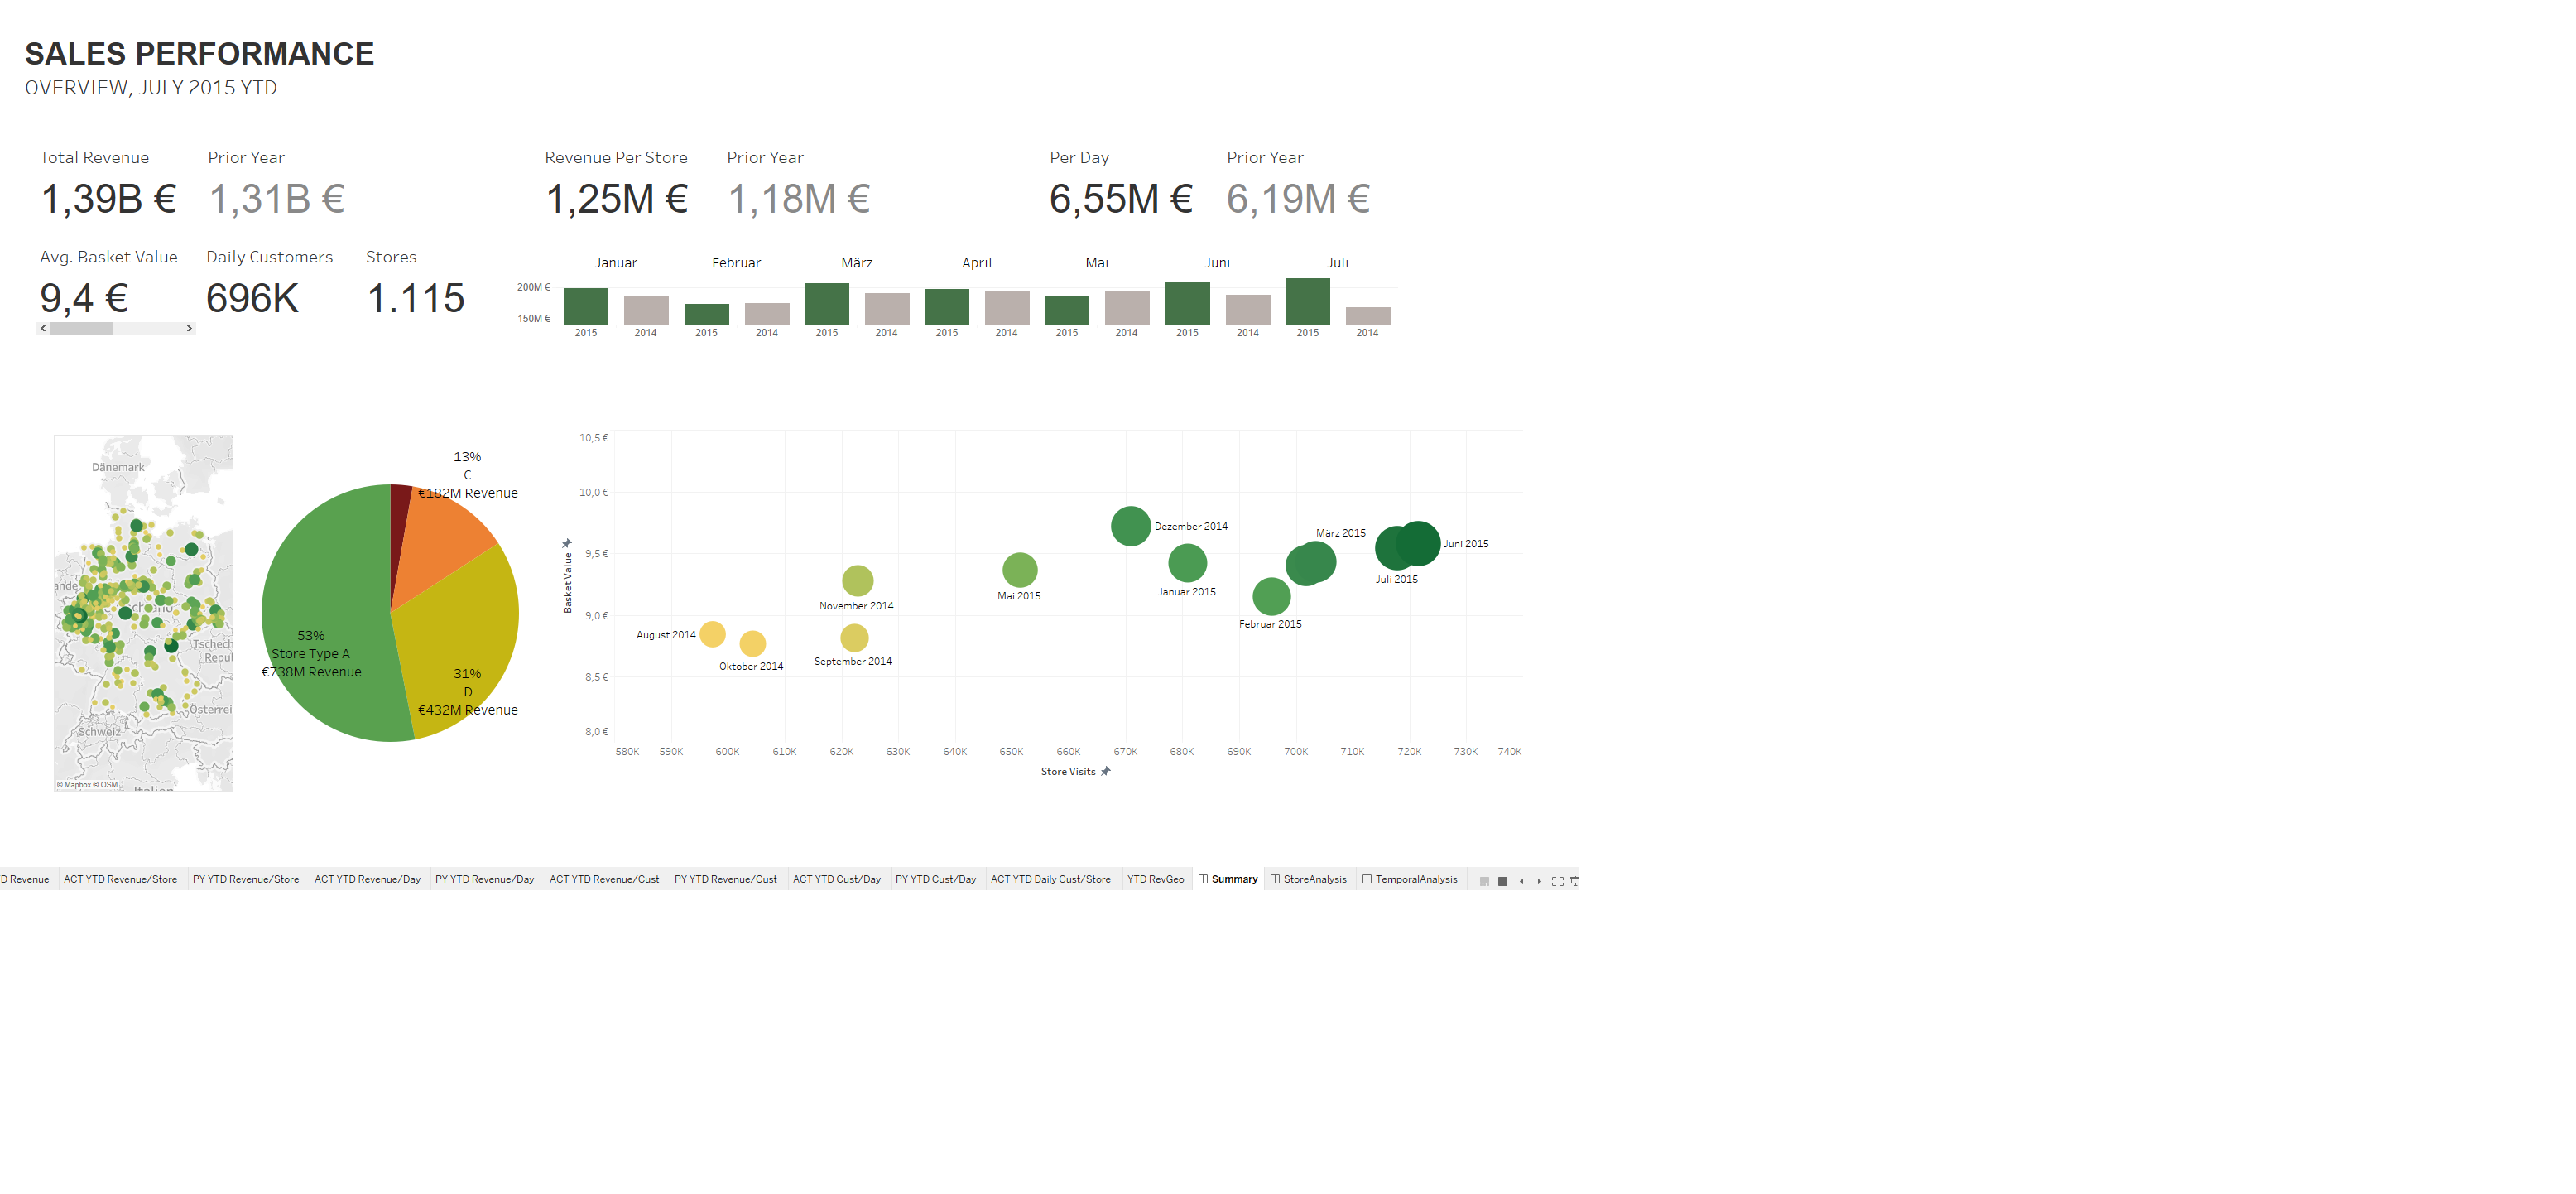 SALES PERFORMANCE
OVERVIEW, JULY 2015 YTD
Total Revenue
1,39B €
Prior Year
1,31B €
Revenue Per Store
1,25M €
Prior Year
1,18M €
Per Day
6,55M €
Prior Year
6,19M €
Avg. Basket Value
9,4 €
Daily Customers
696K
Stores
1.115
Januar Februar März April Mai Juni Juli
200M €
150M €
2015 2014 2015 2014 2015 2014 2015 2014 2015 2014 2015 2014 2015 2014
Dänemark
Tschech
Republ
Österrei
Schweiz
© Mapbox © OSM
13%
C
€182M Revenue
53%
Store Type A
€738M Revenue
31%
D
€432M Revenue
Basket Value
10,5 €
10,0 €
9,5 €
9,0 €
8,5 €
8,0 €
Dezember 2014
März 2015
Juni 2015
Juli 2015
November 2014
Mai 2015
Januar 2015
Februar 2015
August 2014
Oktober 2014
September 2014
580K 590K 600K 610K 620K 630K 640K 650K 660K 670K 680K 690K 700K 710K 720K 730K 740K
Store Visits
D Revenue ACT YTD Revenue/Store PY YTD Revenue/Store ACT YTD Revenue/Day PY YTD Revenue/Day ACT YTD Revenue/Cust PY YTD Revenue/Cust ACT YTD Cust/Day PY YTD Cust/Day ACT YTD Daily Cust/Store YTD RevGeo Summary StoreAnalysis TemporalAnalysis